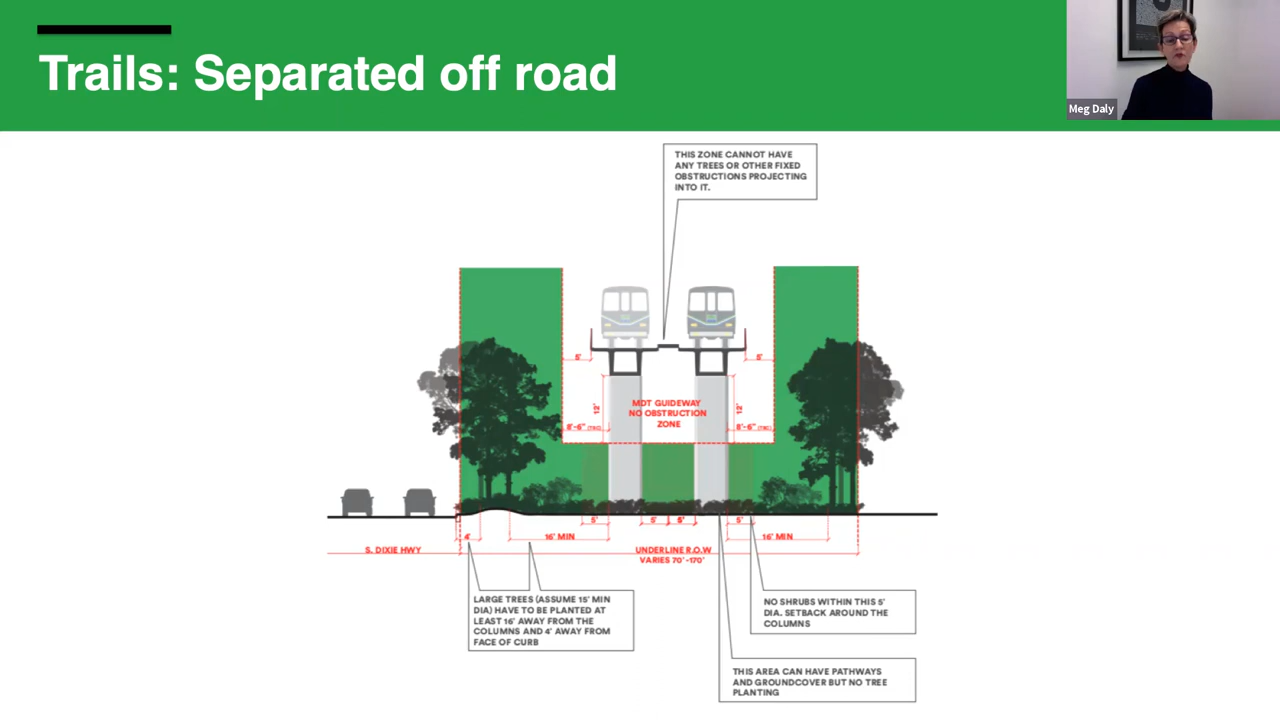 Trails: Separated off road
Meg Daly
THIS ZONE CANNOT HAVE
ANY TREES OR OTHER FIXED
OBSTRUCTIONS PROJECTING
INTO IT.
5'
5'
12'
MDT GUIDEWAY
NO OBSTRUCTION
ZONE
12'
8'-6" (TBC)
8'-6" (TBC)
5'
5'
5'
5'
4'
16' MIN
16' MIN
S. DIXIE HWY
UNDERLINE R.O.W
VARIES 70'-170'
LARGE TREES (ASSUME 15' MIN
DIA) HAVE TO BE PLANTED AT
LEAST 16' AWAY FROM THE
COLUMNS AND 4' AWAY FROM
FACE OF CURB
NO SHRUBS WITHIN THIS 5'
DIA. SETBACK AROUND THE
COLUMNS
THIS AREA CAN HAVE PATHWAYS
AND GROUNDCOVER BUT NO TREE
PLANTING